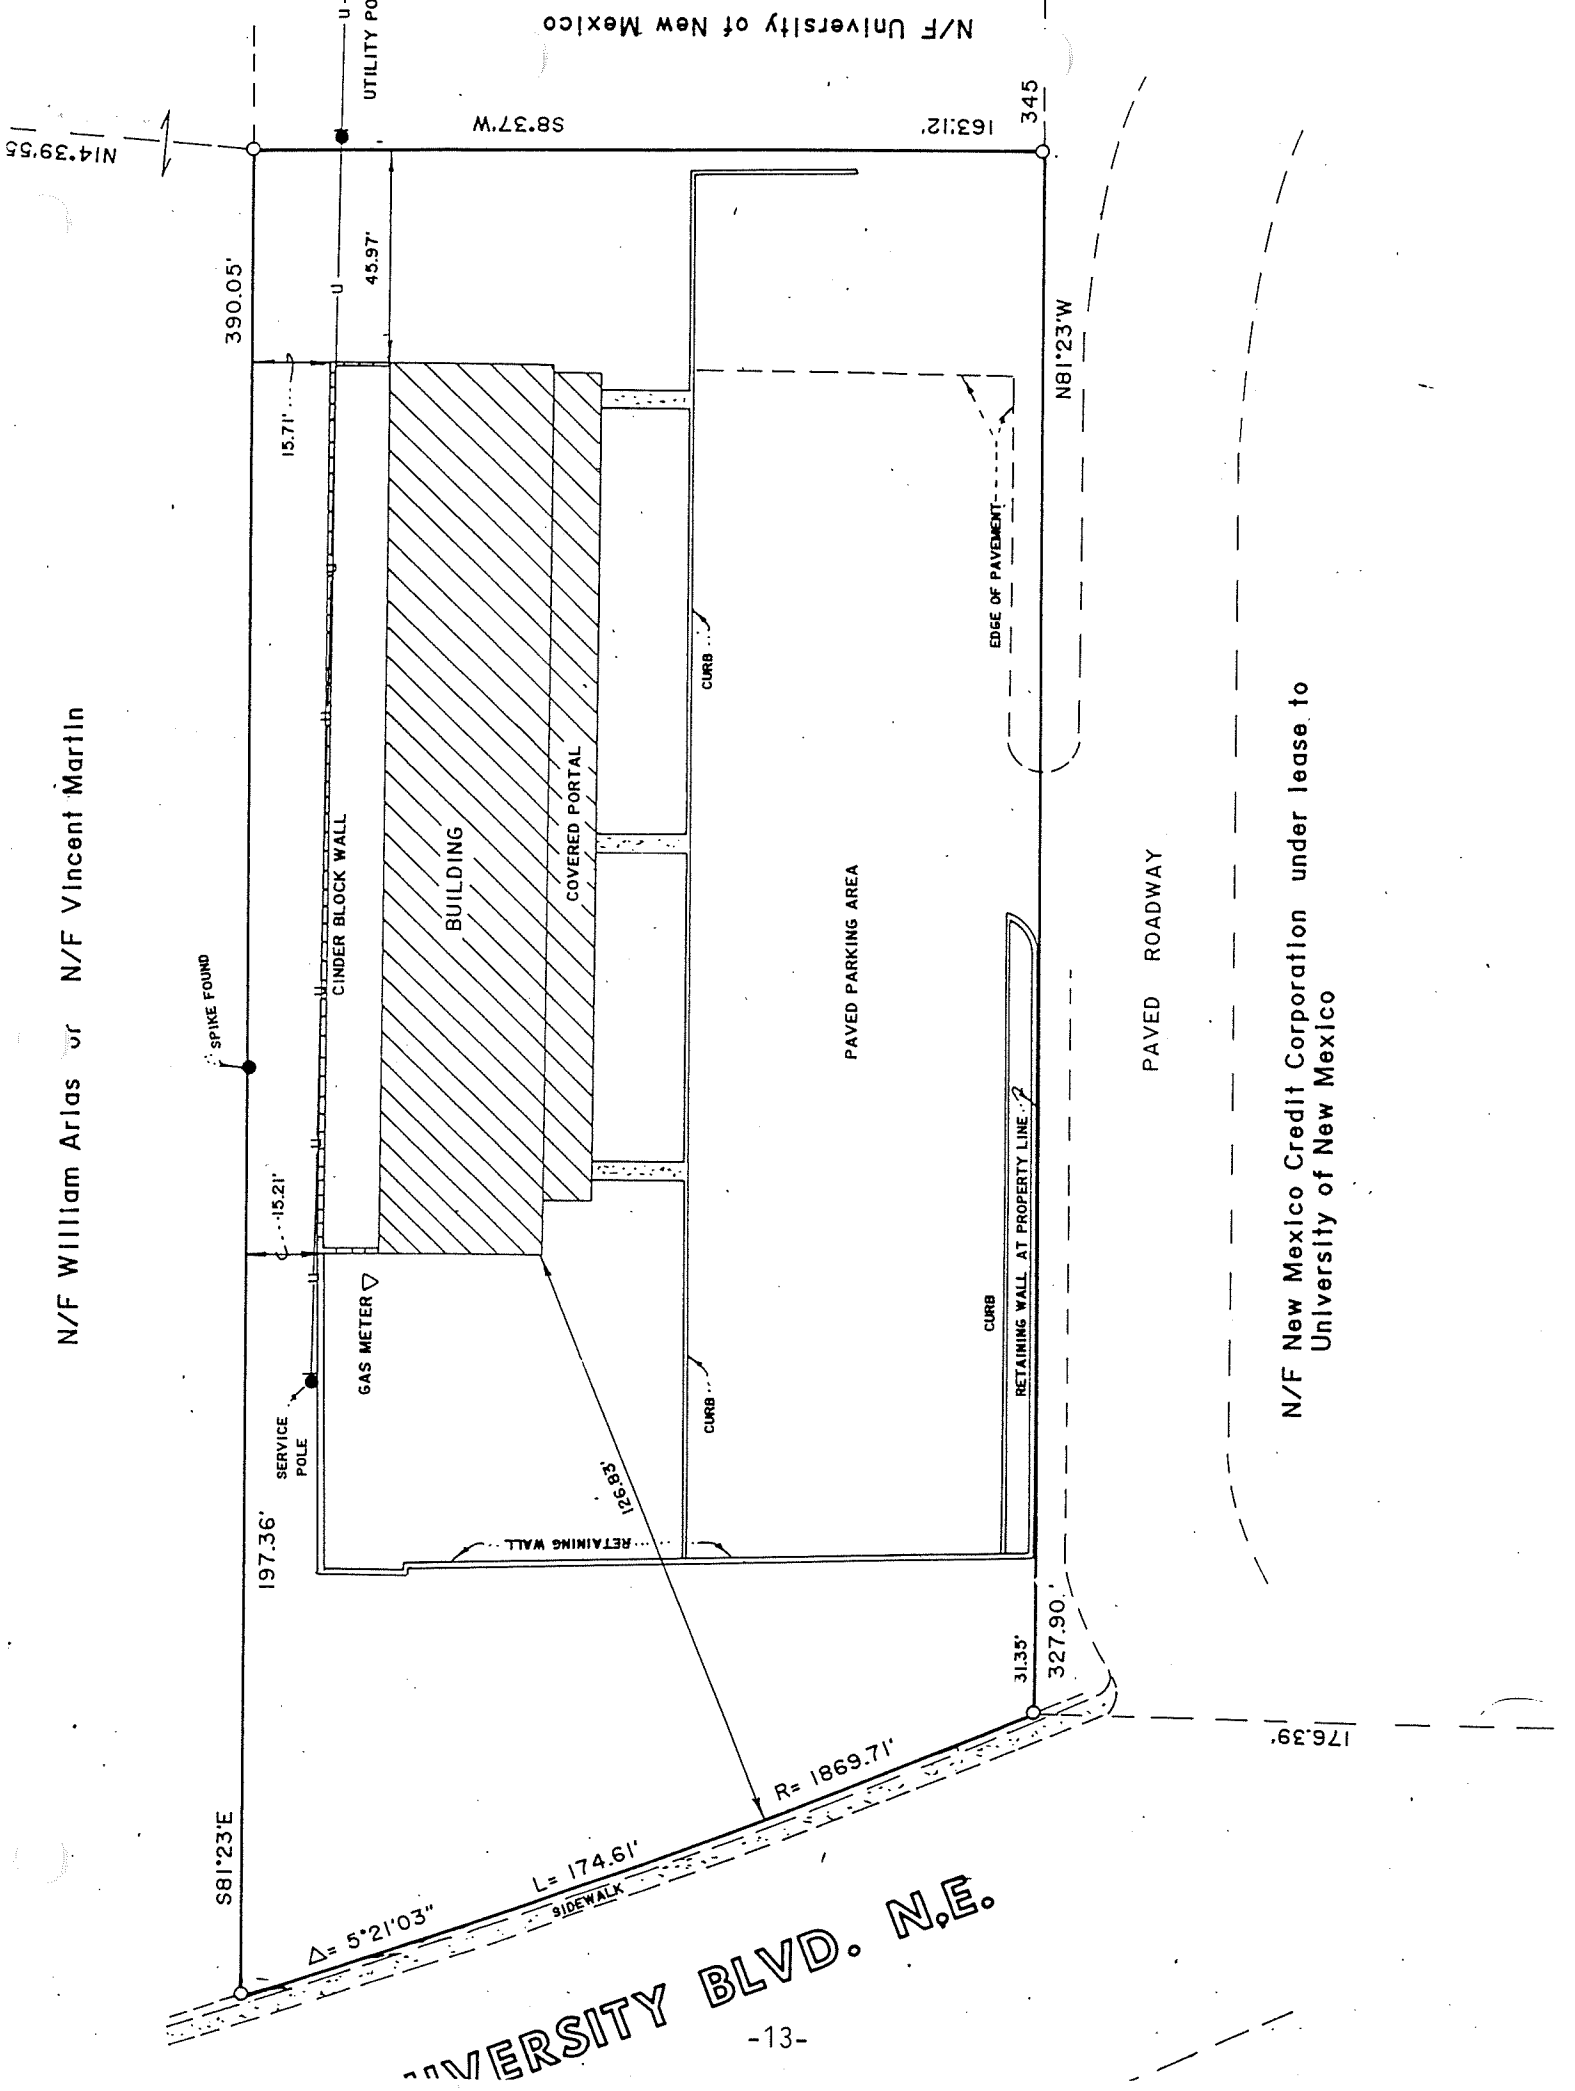 N/F University of New Mexico
UTILITY PO
N14°39'55
S8°37'W
163.12'
345
390.05'
45.97'
15.71'
N81°23'W
EDGE OF PAVEMENT
CURB
N/F William Arias or N/F Vincent Martin
CINDER BLOCK WALL
BUILDING
COVERED PORTAL
PAVED PARKING AREA
PAVED ROADWAY
SPIKE FOUND
15.21'
GAS METER
SERVICE
POLE
CURB
CURB
RETAINING WALL AT PROPERTY LINE
N/F New Mexico Credit Corporation under lease to
University of New Mexico
197.36'
RETAINING WALL
126.83'
31.35'
327.90'
176.39'
S81°23'E
Δ= 5°21'03"
L= 174.61'
R= 1869.71'
SIDEWALK
IVERSITY BLVD. N.E.
-13-